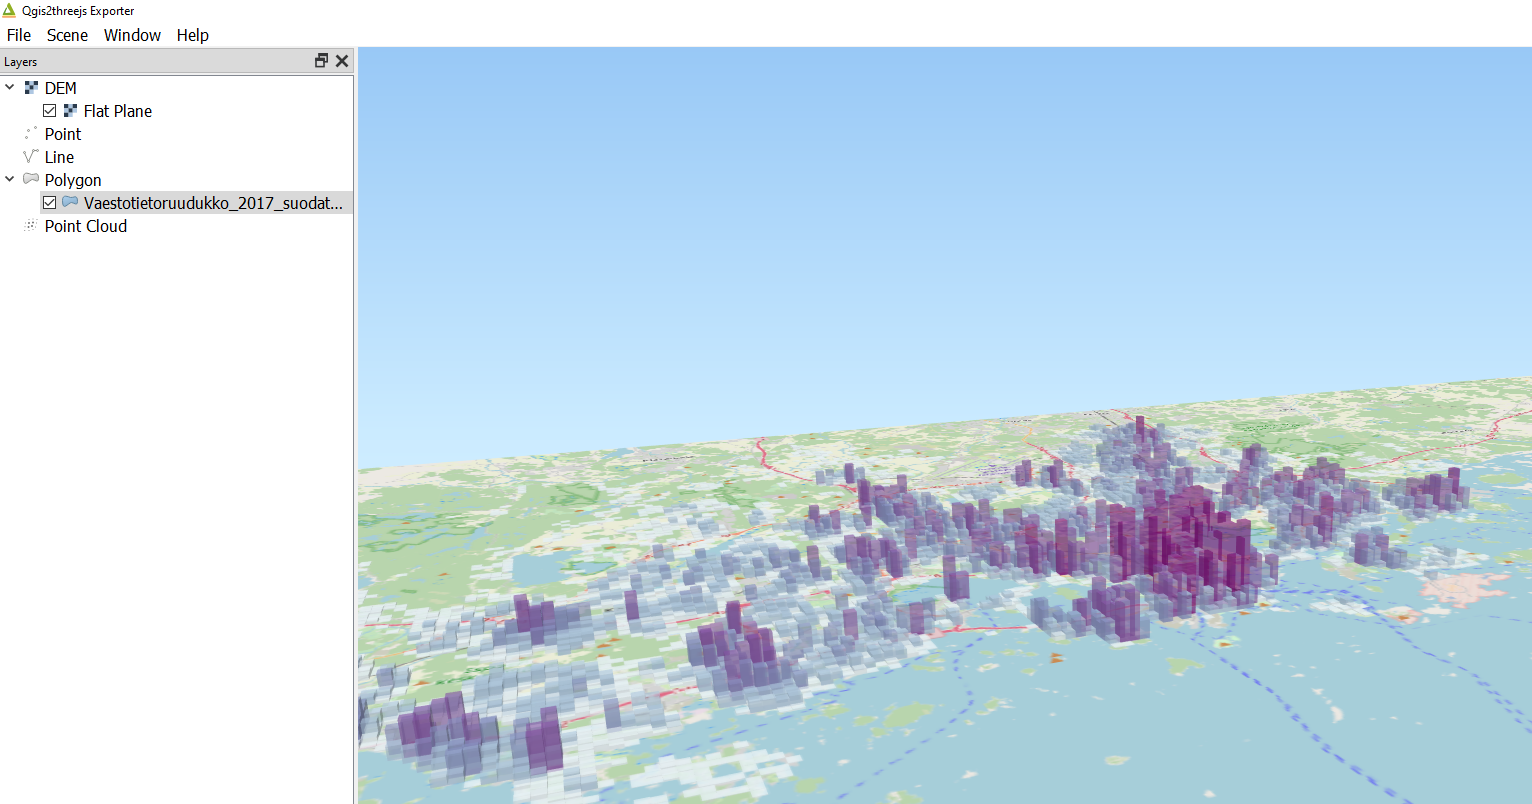 Qgis2threejs Exporter
File Scene Window Help
Layers
DEM
Flat Plane
Point
Line
Polygon
Vaestotietoruudukko_2017_suodat...
Point Cloud